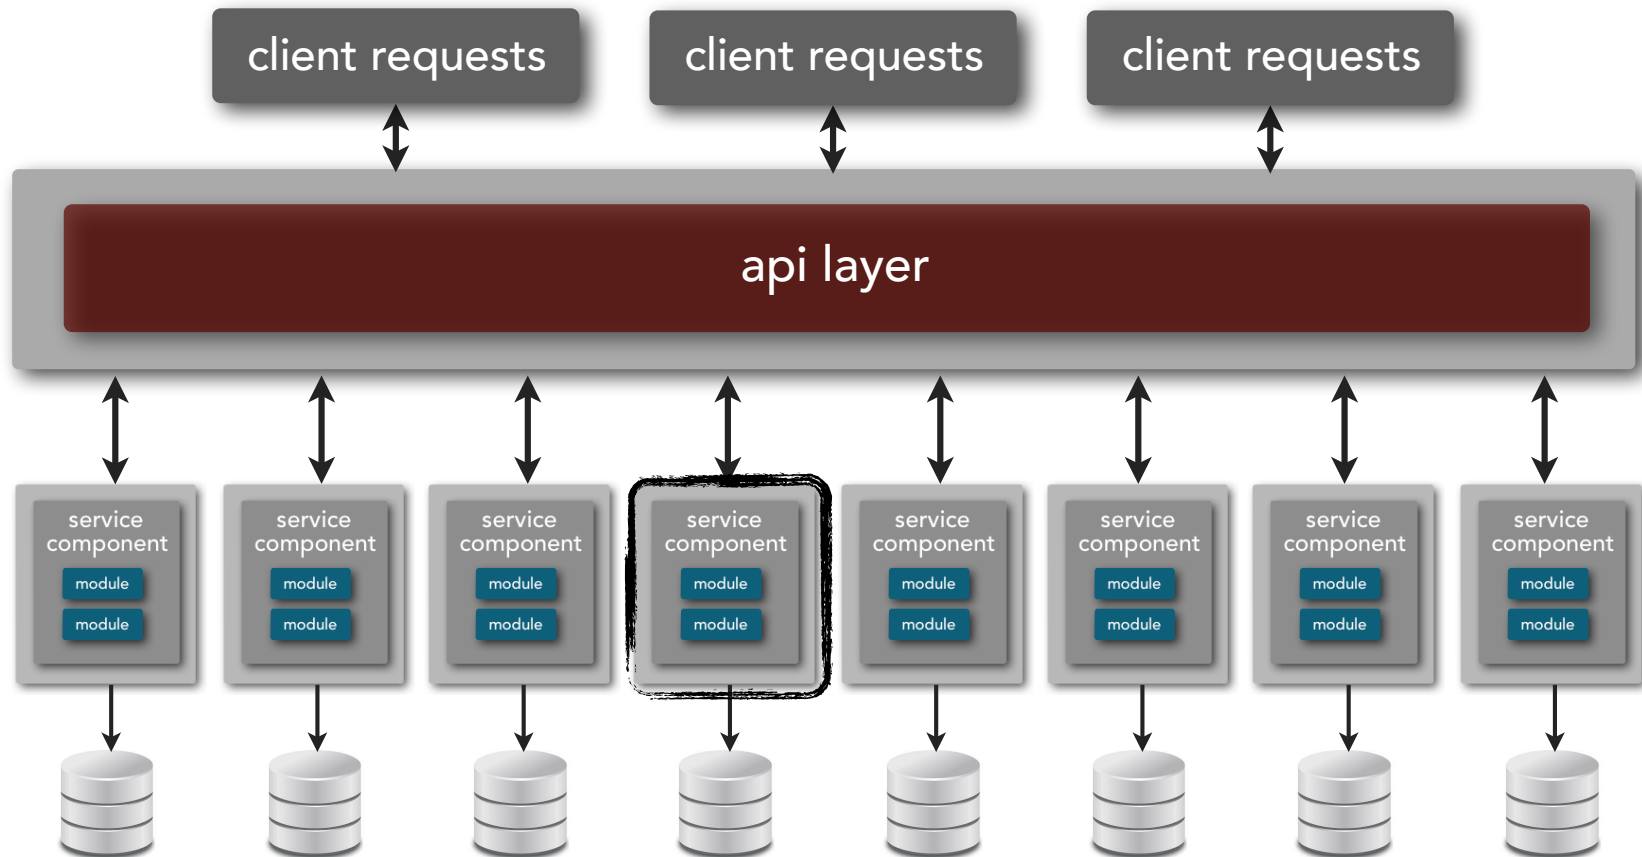 client requests
client requests
client requests
api layer
service
component
module
module
service
component
module
module
service
component
module
module
service
component
module
module
service
component
module
module
service
component
module
module
service
component
module
module
service
component
module
module